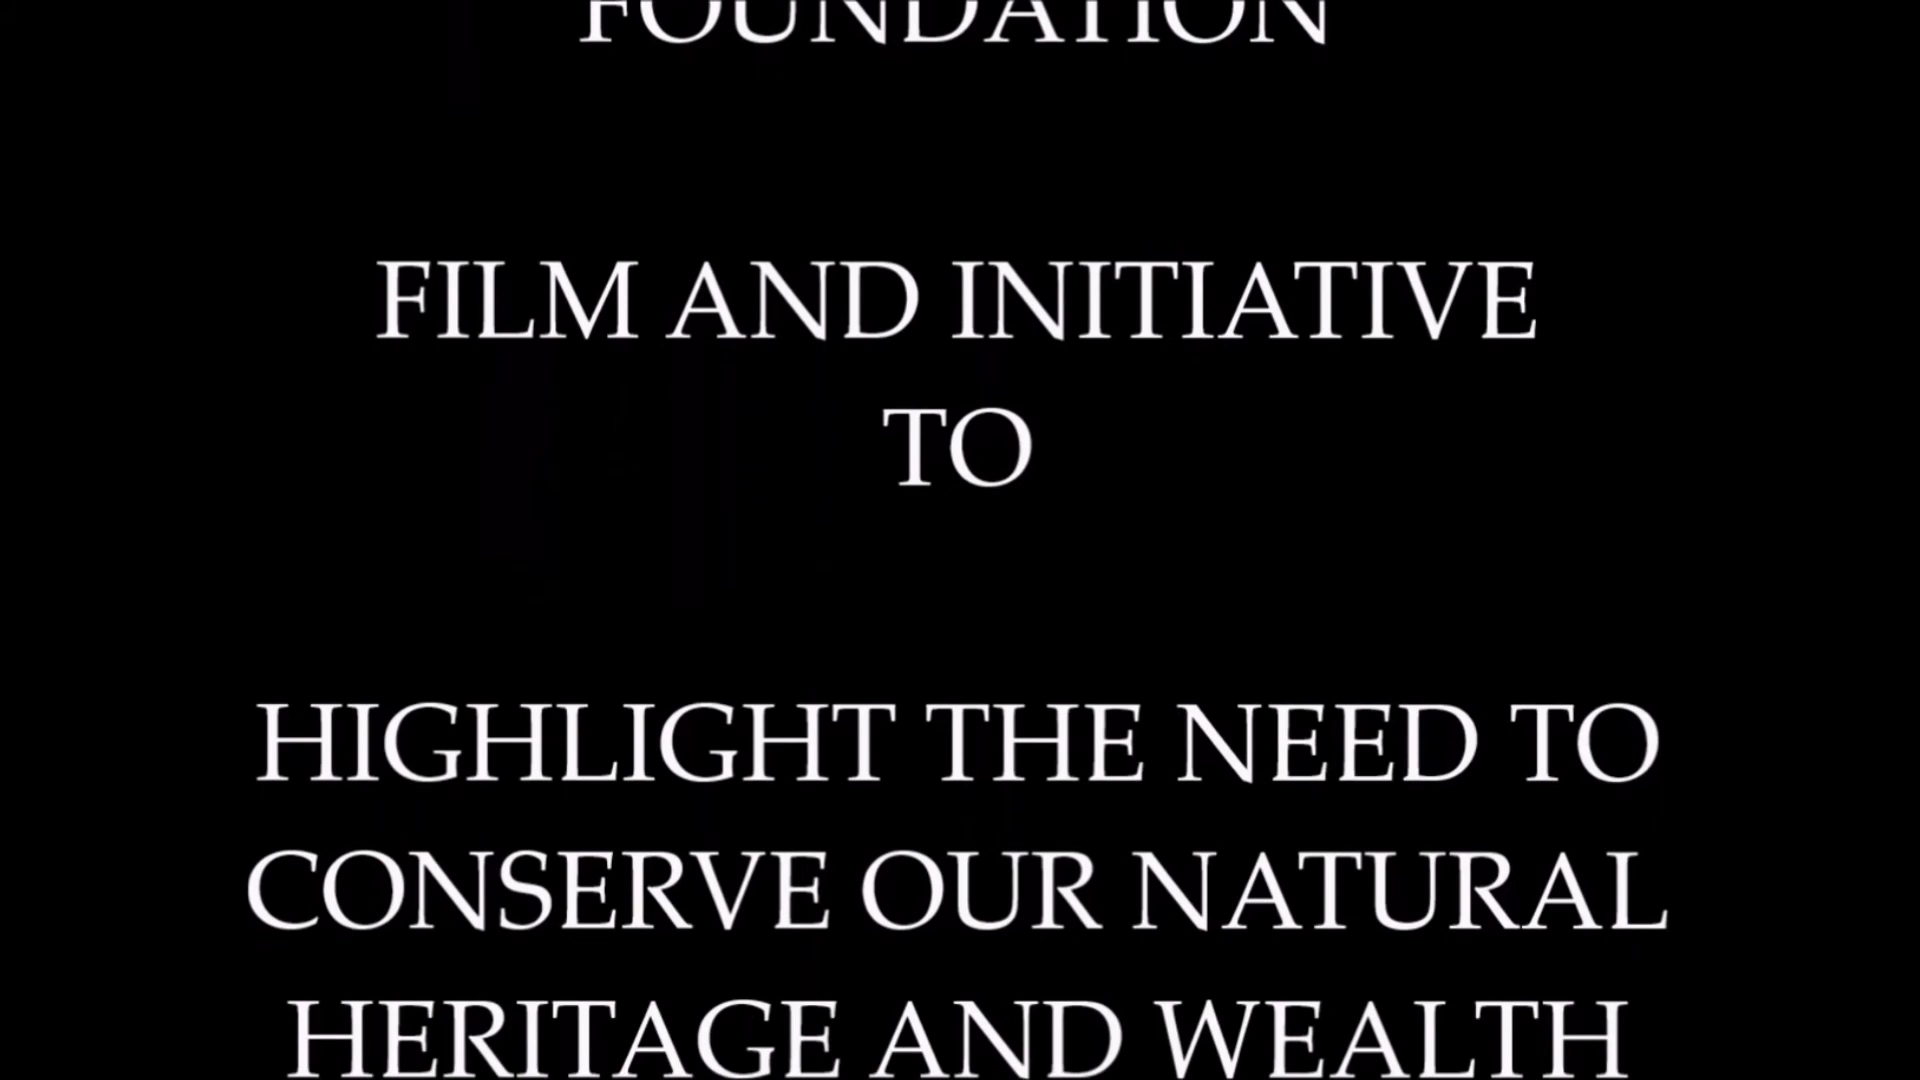 FOUNDATION
FILM AND INITIATIVE
TO
HIGHLIGHT THE NEED TO
CONSERVE OUR NATURAL
HERITAGE AND WEALTH